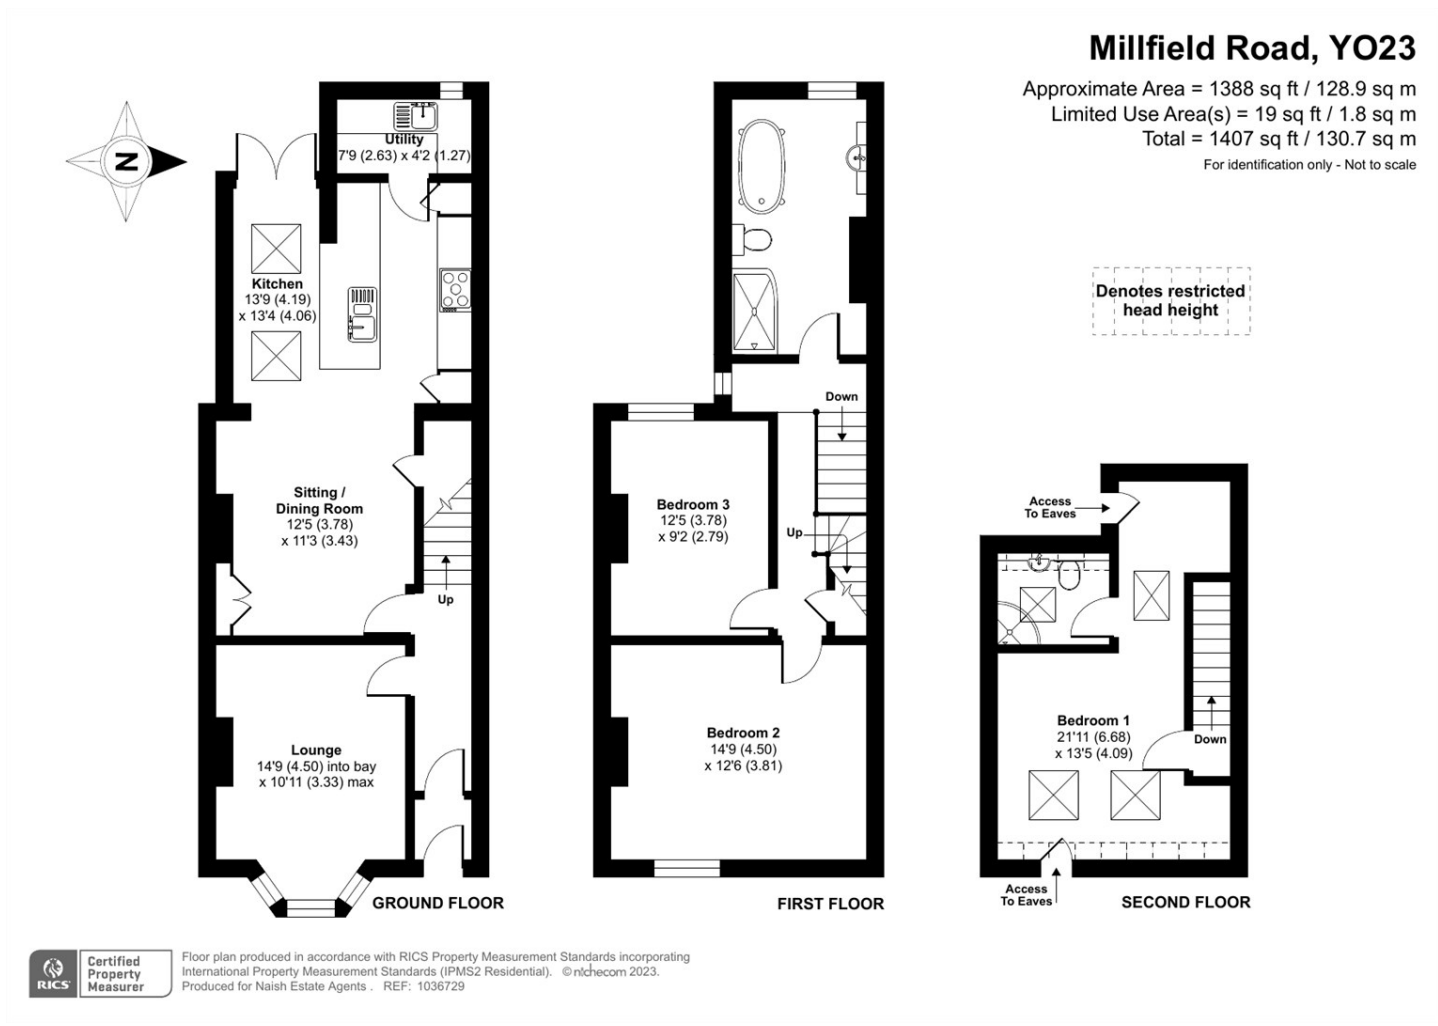 Millfield Road, YO23
Approximate Area = 1388 sq ft / 128.9 sq m
Limited Use Area(s) = 19 sq ft / 1.8 sq m
Total = 1407 sq ft / 130.7 sq m
For identification only - Not to scale
N
Utility
7'9 (2.63) x 4'2 (1.27)
Kitchen
13'9 (4.19)
x 13'4 (4.06)
Sitting /
Dining Room
12'5 (3.78)
x 11'3 (3.43)
Up
Lounge
14'9 (4.50) into bay
x 10'11 (3.33) max
GROUND FLOOR
Down
Bedroom 3
12'5 (3.78)
x 9'2 (2.79)
Up
Bedroom 2
14'9 (4.50)
x 12'6 (3.81)
FIRST FLOOR
Denotes restricted
head height
Access
To Eaves
Bedroom 1
21'11 (6.68)
x 13'5 (4.09)
Down
Access
To Eaves
SECOND FLOOR
RICS
Certified
Property
Measurer
Floor plan produced in accordance with RICS Property Measurement Standards incorporating
International Property Measurement Standards (IPMS2 Residential). © nichecom 2023.
Produced for Naish Estate Agents . REF: 1036729